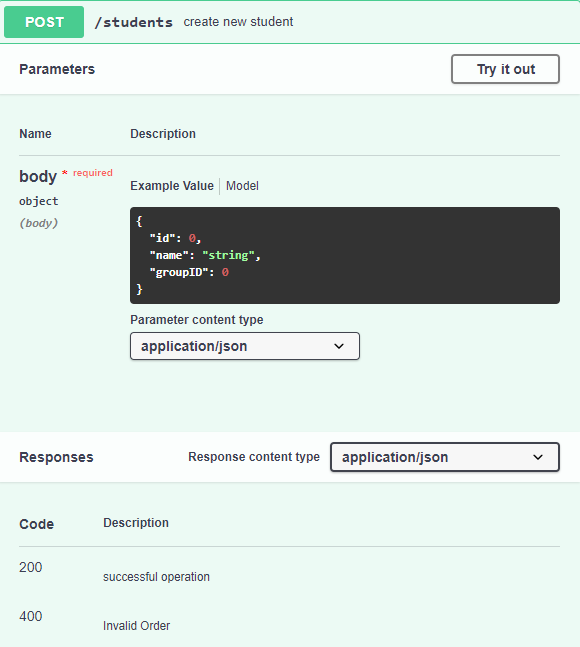 POST /students create new student
Parameters Try it out
Name Description
body * required
object
(body)
Example Value Model
{
"id": 0,
"name": "string",
"groupID": 0
}
Parameter content type
application/json
Responses Response content type application/json
Code Description
200 successful operation
400 Invalid Order